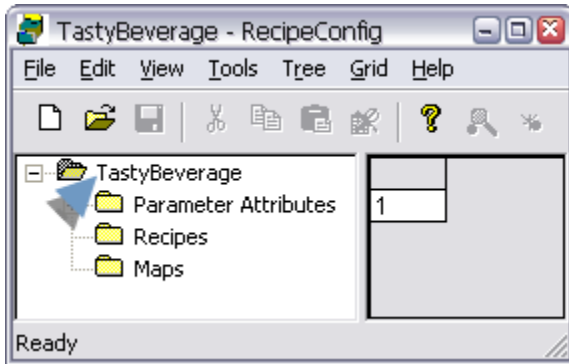 TastyBeverage - RecipeConfig
File Edit View Tools Tree Grid Help
TastyBeverage
Parameter Attributes
1
Recipes
Maps
Ready